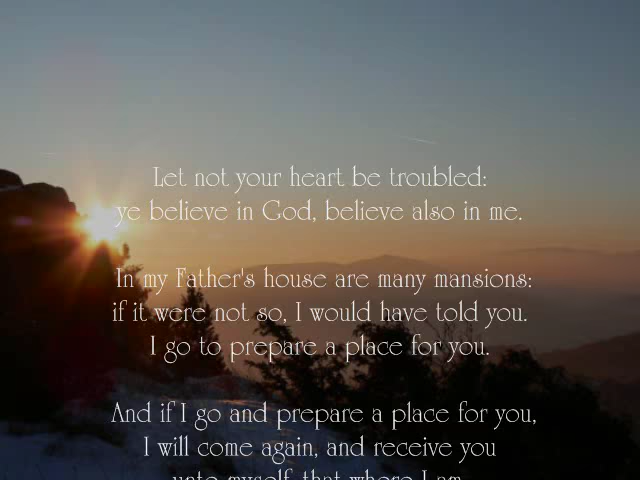 Let not your heart be troubled:
ye believe in God, believe also in me.
In my Father's house are many mansions:
if it were not so, I would have told you.
I go to prepare a place for you.
And if I go and prepare a place for you,
I will come again, and receive you
unto myself, that where I am